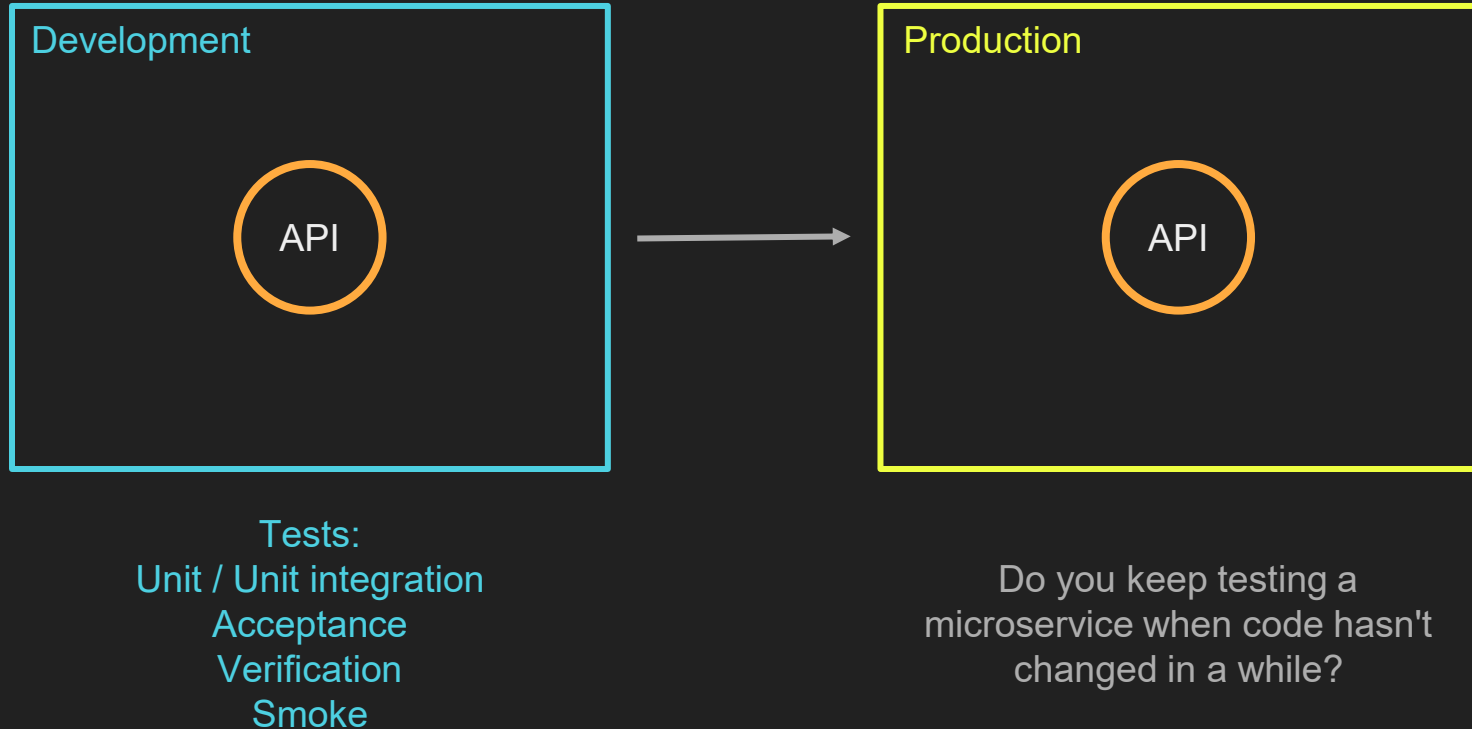 Development
Production
API
API
Tests:
Unit / Unit integration
Acceptance
Verification
Smoke
Do you keep testing a
microservice when code hasn't
changed in a while?